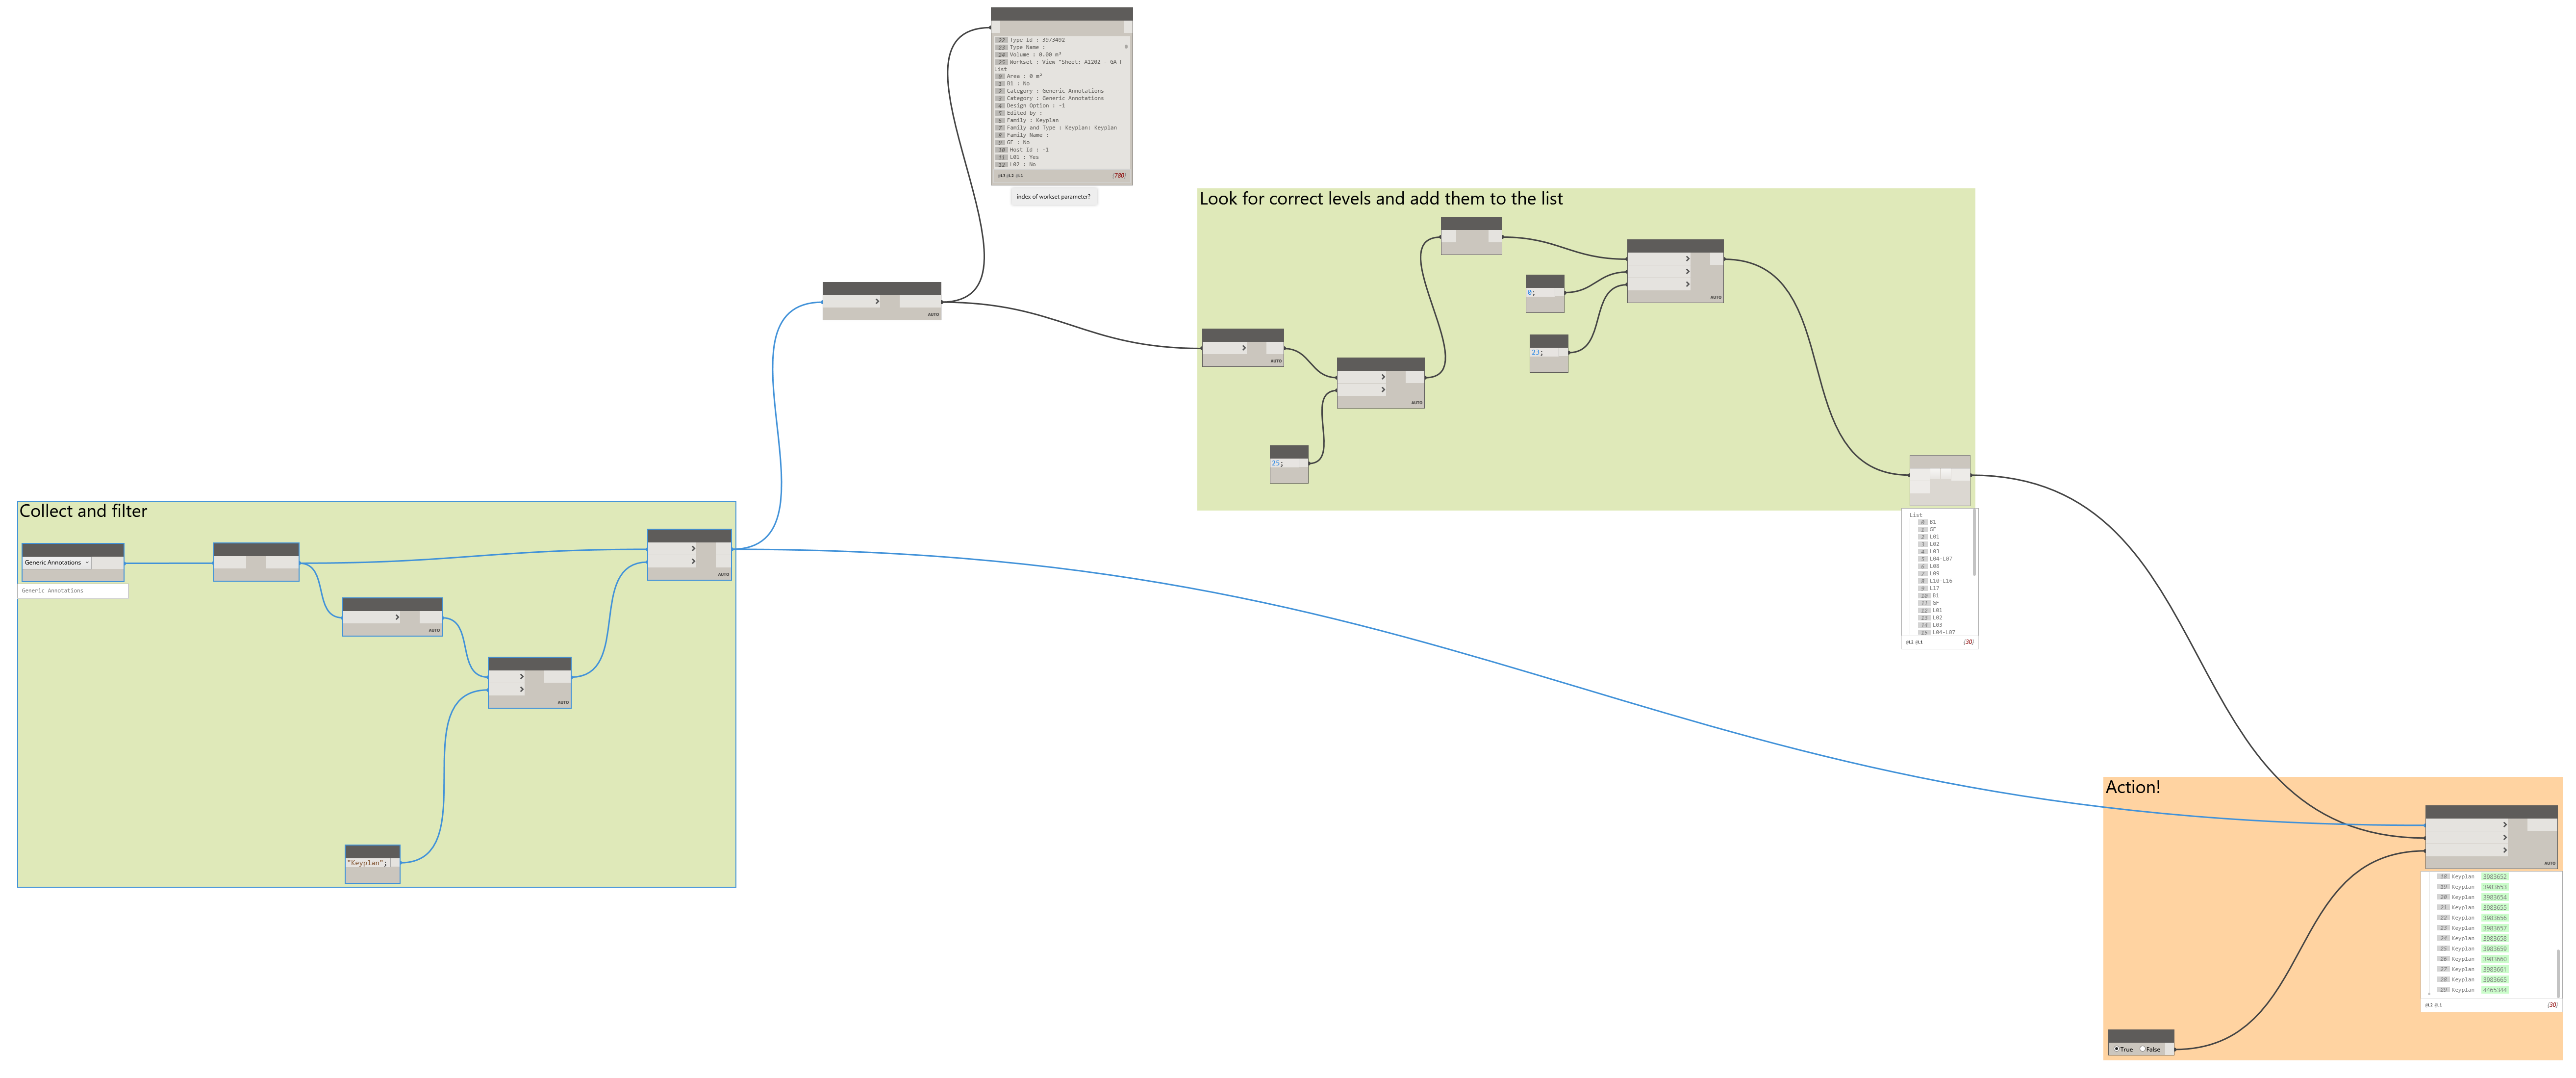 22 Type Id : 3973492
23 Type Name :
24 Volume : 0.00 m³
25 Workset : View "Sheet: A1202 - GA
List
0 Area : 0 m²
1 B1 : No
2 Category : Generic Annotations
3 Category : Generic Annotations
4 Design Option : -1
5 Edited by :
6 Family : Keyplan
7 Family and Type : Keyplan: Keyplan
8 Family Name :
9 GF : No
10 Host Id : -1
11 L01 : Yes
12 L02 : No
@L3 @L2 @L1 {780}
index of workset parameter?
Look for correct levels and add them to the list
0;
AUTO
23;
AUTO
AUTO
AUTO
25;
Collect and filter
Generic Annotations
AUTO
Generic Annotations
AUTO
AUTO
"Keyplan";
List
0 B1
1 GF
2 L01
3 L02
4 L03
5 L04-L07
6 L08
7 L09
8 L10-L16
9 L17
10 B1
11 GF
12 L01
13 L02
14 L03
15 L04-L07
@L2 @L1 {30}
Action!
AUTO
18 Keyplan 3983652
19 Keyplan 3983653
20 Keyplan 3983654
21 Keyplan 3983655
22 Keyplan 3983656
23 Keyplan 3983657
24 Keyplan 3983658
25 Keyplan 3983659
26 Keyplan 3983660
27 Keyplan 3983661
28 Keyplan 3983665
29 Keyplan 4465344
@L2 @L1 {30}
True False